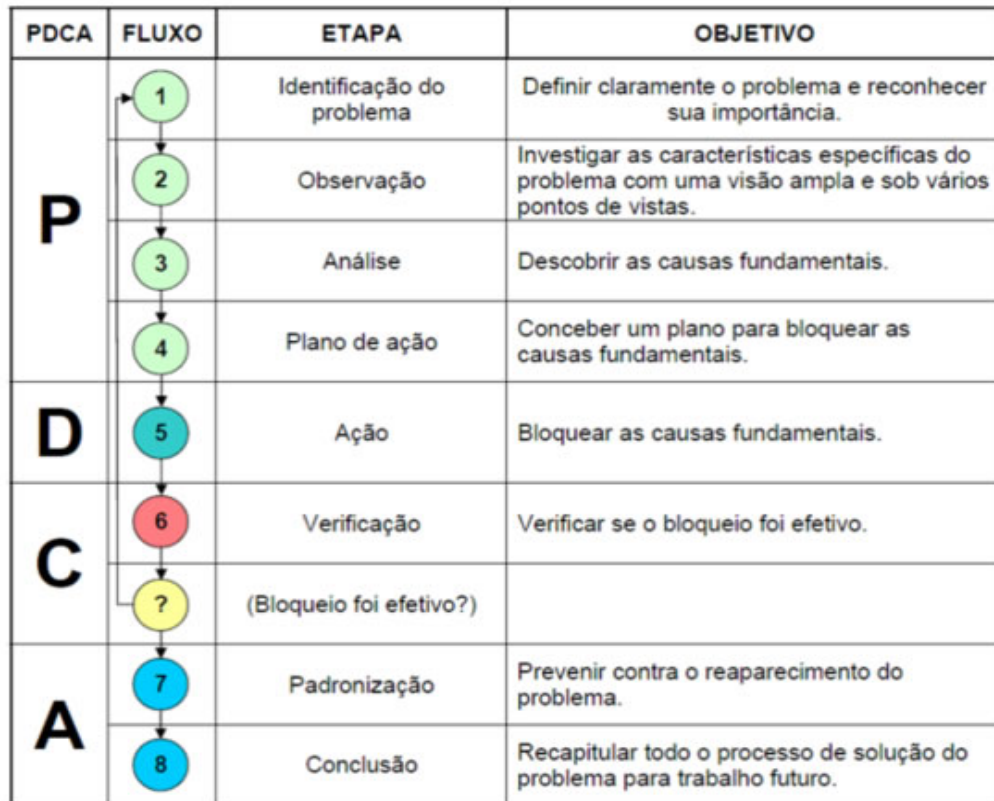 PDCA FLUXO ETAPA OBJETIVO
P
1 Identificação do problema Definir claramente o problema e reconhecer
sua importância.
2 Observação Investigar as características específicas do
problema com uma visão ampla e sob vários
pontos de vistas.
3 Análise Descobrir as causas fundamentais.
4 Plano de ação Conceber um plano para bloquear as
causas fundamentais.
D
5 Ação Bloquear as causas fundamentais.
C
6 Verificação Verificar se o bloqueio foi efetivo.
? (Bloqueio foi efetivo?)
A
7 Padronização Prevenir contra o reaparecimento do
problema.
8 Conclusão Recapitular todo o processo de solução do
problema para trabalho futuro.